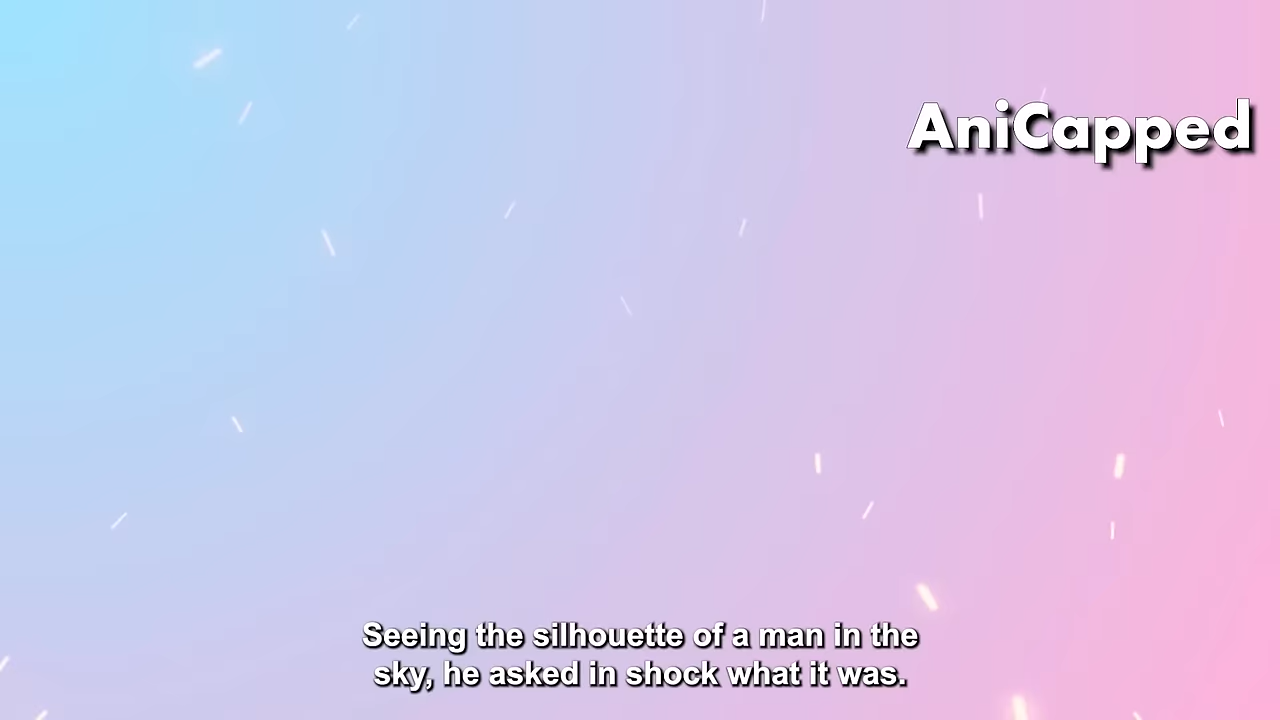 AniCapped
Seeing the silhouette of a man in the
sky, he asked in shock what it was.